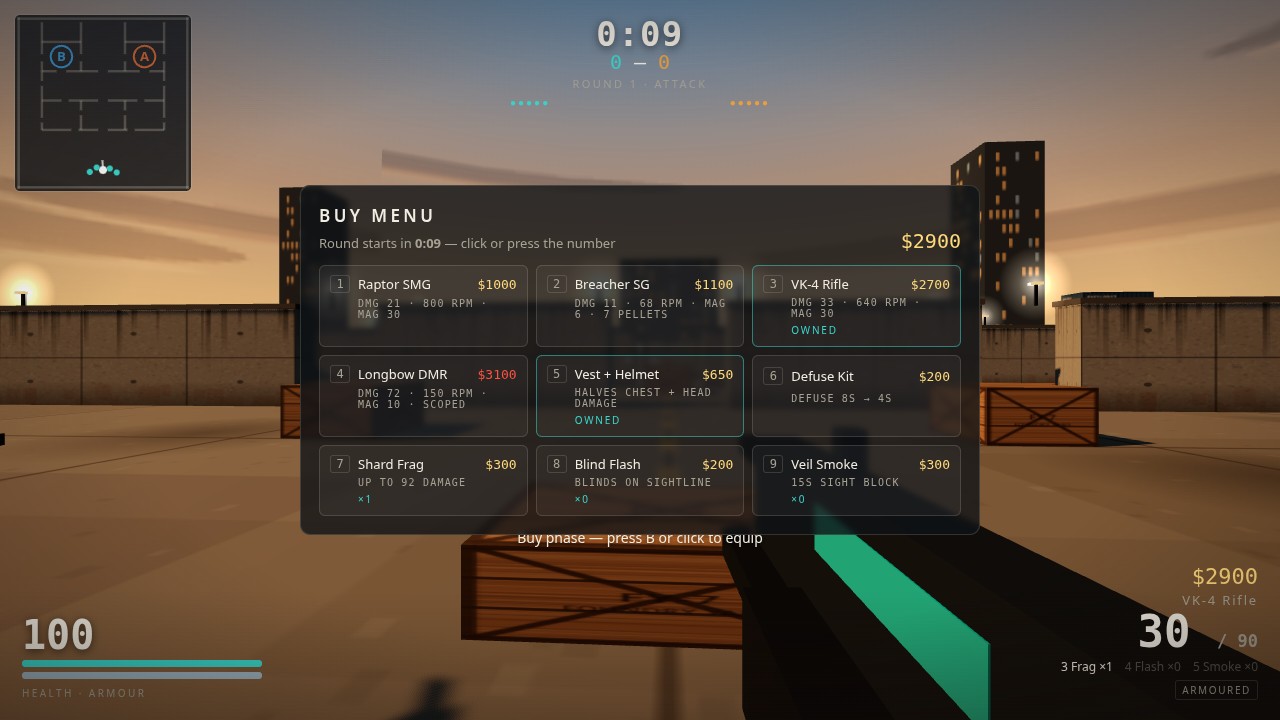 B
A
0:09
0 — 0
ROUND 1 · ATTACK
BUY MENU
Round starts in 0:09 — click or press the number
$2900
1 Raptor SMG $1000
DMG 21 · 800 RPM ·
MAG 30
2 Breacher SG $1100
DMG 11 · 68 RPM · MAG
6 · 7 PELLETS
3 VK-4 Rifle $2700
DMG 33 · 640 RPM ·
MAG 30
OWNED
4 Longbow DMR $3100
DMG 72 · 150 RPM ·
MAG 10 · SCOPED
5 Vest + Helmet $650
HALVES CHEST + HEAD
DAMAGE
OWNED
6 Defuse Kit $200
DEFUSE 8S → 4S
7 Shard Frag $300
UP TO 92 DAMAGE
×1
8 Blind Flash $200
BLINDS ON SIGHTLINE
×0
9 Veil Smoke $300
15S SIGHT BLOCK
×0
Buy phase — press B or click to equip
$2900
VK-4 Rifle
30 / 90
3 Frag ×1 4 Flash ×0 5 Smoke ×0
ARMOURED
100
HEALTH · ARMOUR